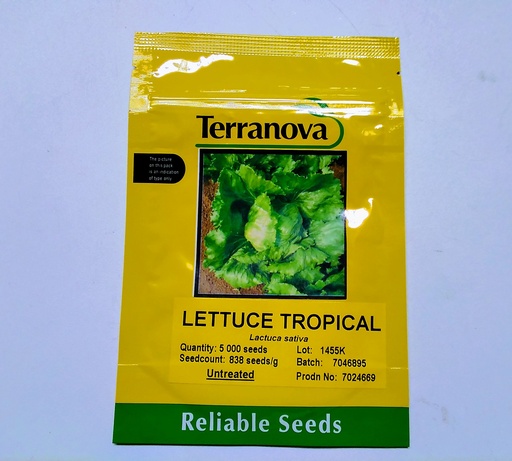 Terranova
The picture
on this pack
is an indication
of type only
LETTUCE TROPICAL
Lactuca sativa
Quantity: 5 000 seeds
Lot: 1455K
Seedcount: 838 seeds/g
Batch: 7046895
Untreated
Prodn No: 7024669
Reliable Seeds